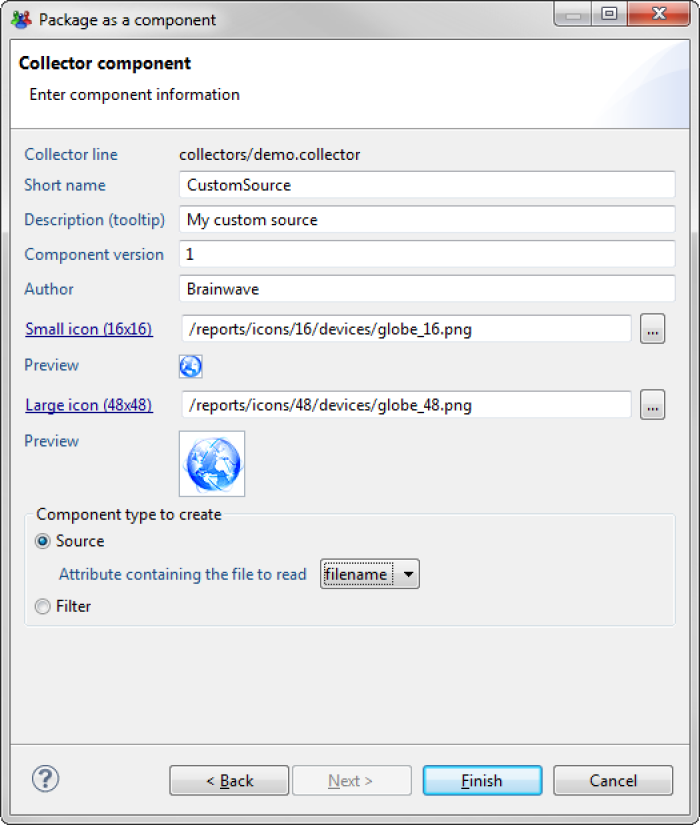 Package as a component
Collector component
Enter component information
Collector line collectors/demo.collector
Short name CustomSource
Description (tooltip) My custom source
Component version 1
Author Brainwave
Small icon (16x16) /reports/icons/16/devices/globe_16.png ...
Preview
Large icon (48x48) /reports/icons/48/devices/globe_48.png ...
Preview
Component type to create
Source
Attribute containing the file to read filename
Filter
? < Back Next > Finish Cancel